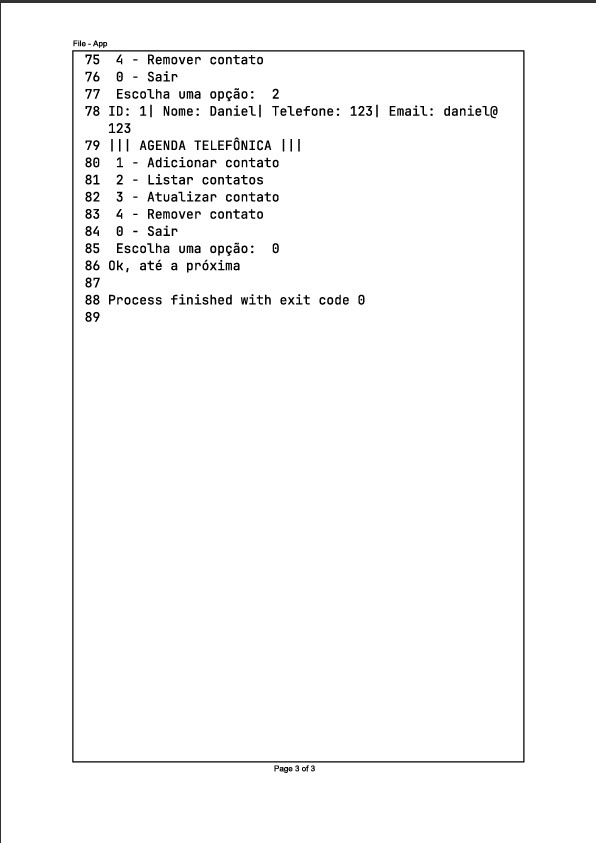 File - App
75  4 - Remover contato
76  0 - Sair
77  Escolha uma opção:  2
78 ID: 1| Nome: Daniel| Telefone: 123| Email: daniel@
123
79 ||| AGENDA TELEFÔNICA |||
80  1 - Adicionar contato
81  2 - Listar contatos
82  3 - Atualizar contato
83  4 - Remover contato
84  0 - Sair
85  Escolha uma opção:  0
86 Ok, até a próxima
87
88 Process finished with exit code 0
89
Page 3 of 3